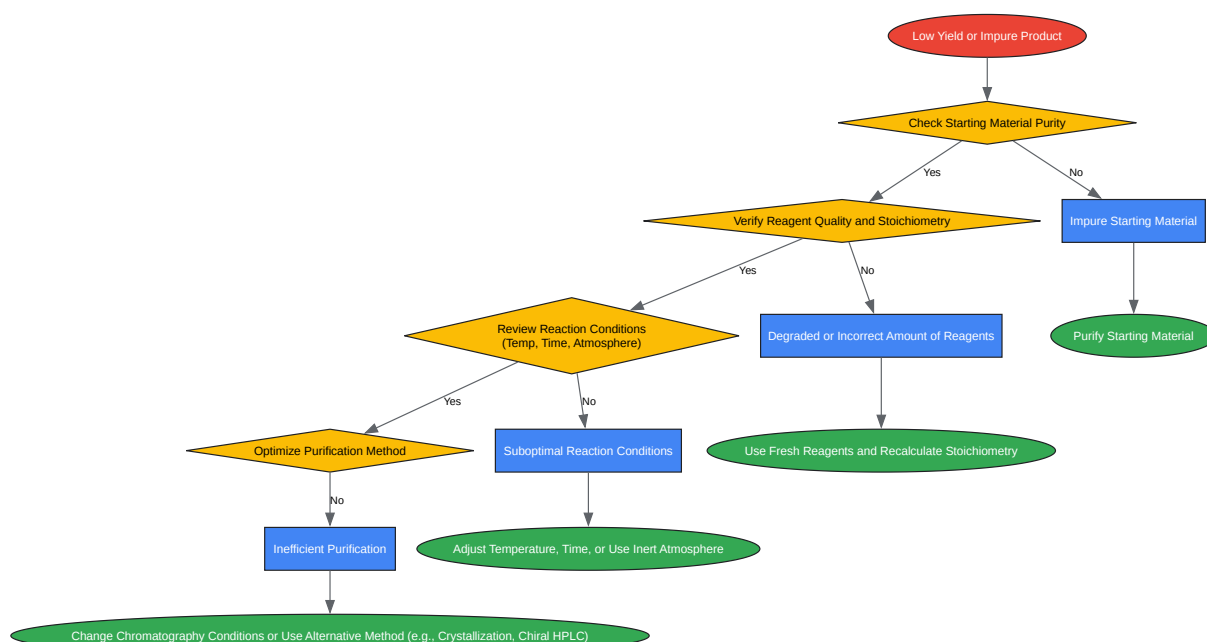 Low Yield or Impure Product
Check Starting Material Purity
Yes
No
Verify Reagent Quality and Stoichiometry
Impure Starting Material
Yes
No
Review Reaction Conditions
(Temp, Time, Atmosphere)
Degraded or Incorrect Amount of Reagents
Purify Starting Material
Yes
No
Optimize Purification Method
Suboptimal Reaction Conditions
Use Fresh Reagents and Recalculate Stoichiometry
No
Inefficient Purification
Adjust Temperature, Time, or Use Inert Atmosphere
Change Chromatography Conditions or Use Alternative Method (e.g., Crystallization, Chiral HPLC)